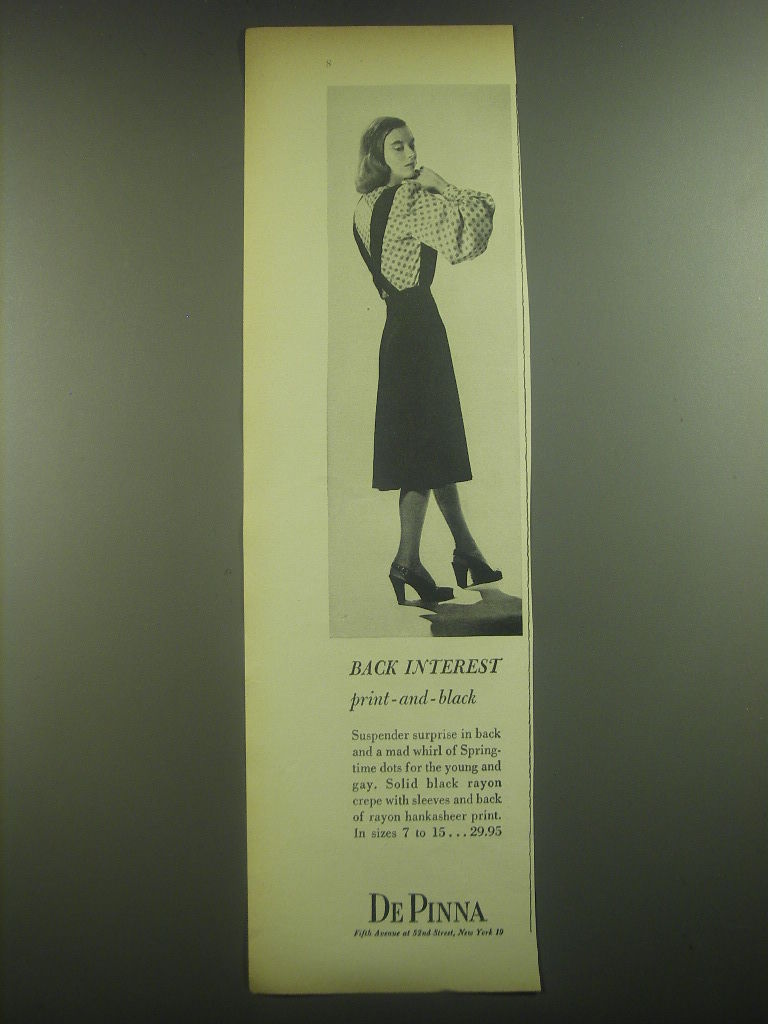 8
BACK INTEREST
print-and-black
Suspender surprise in back
and a mad whirl of Spring-
time dots for the young and
gay. Solid black rayon
crepe with sleeves and back
of rayon hankasheer print.
In sizes 7 to 15...29.95
DE PINNA
Fifth Avenue at 52nd Street, New York 19